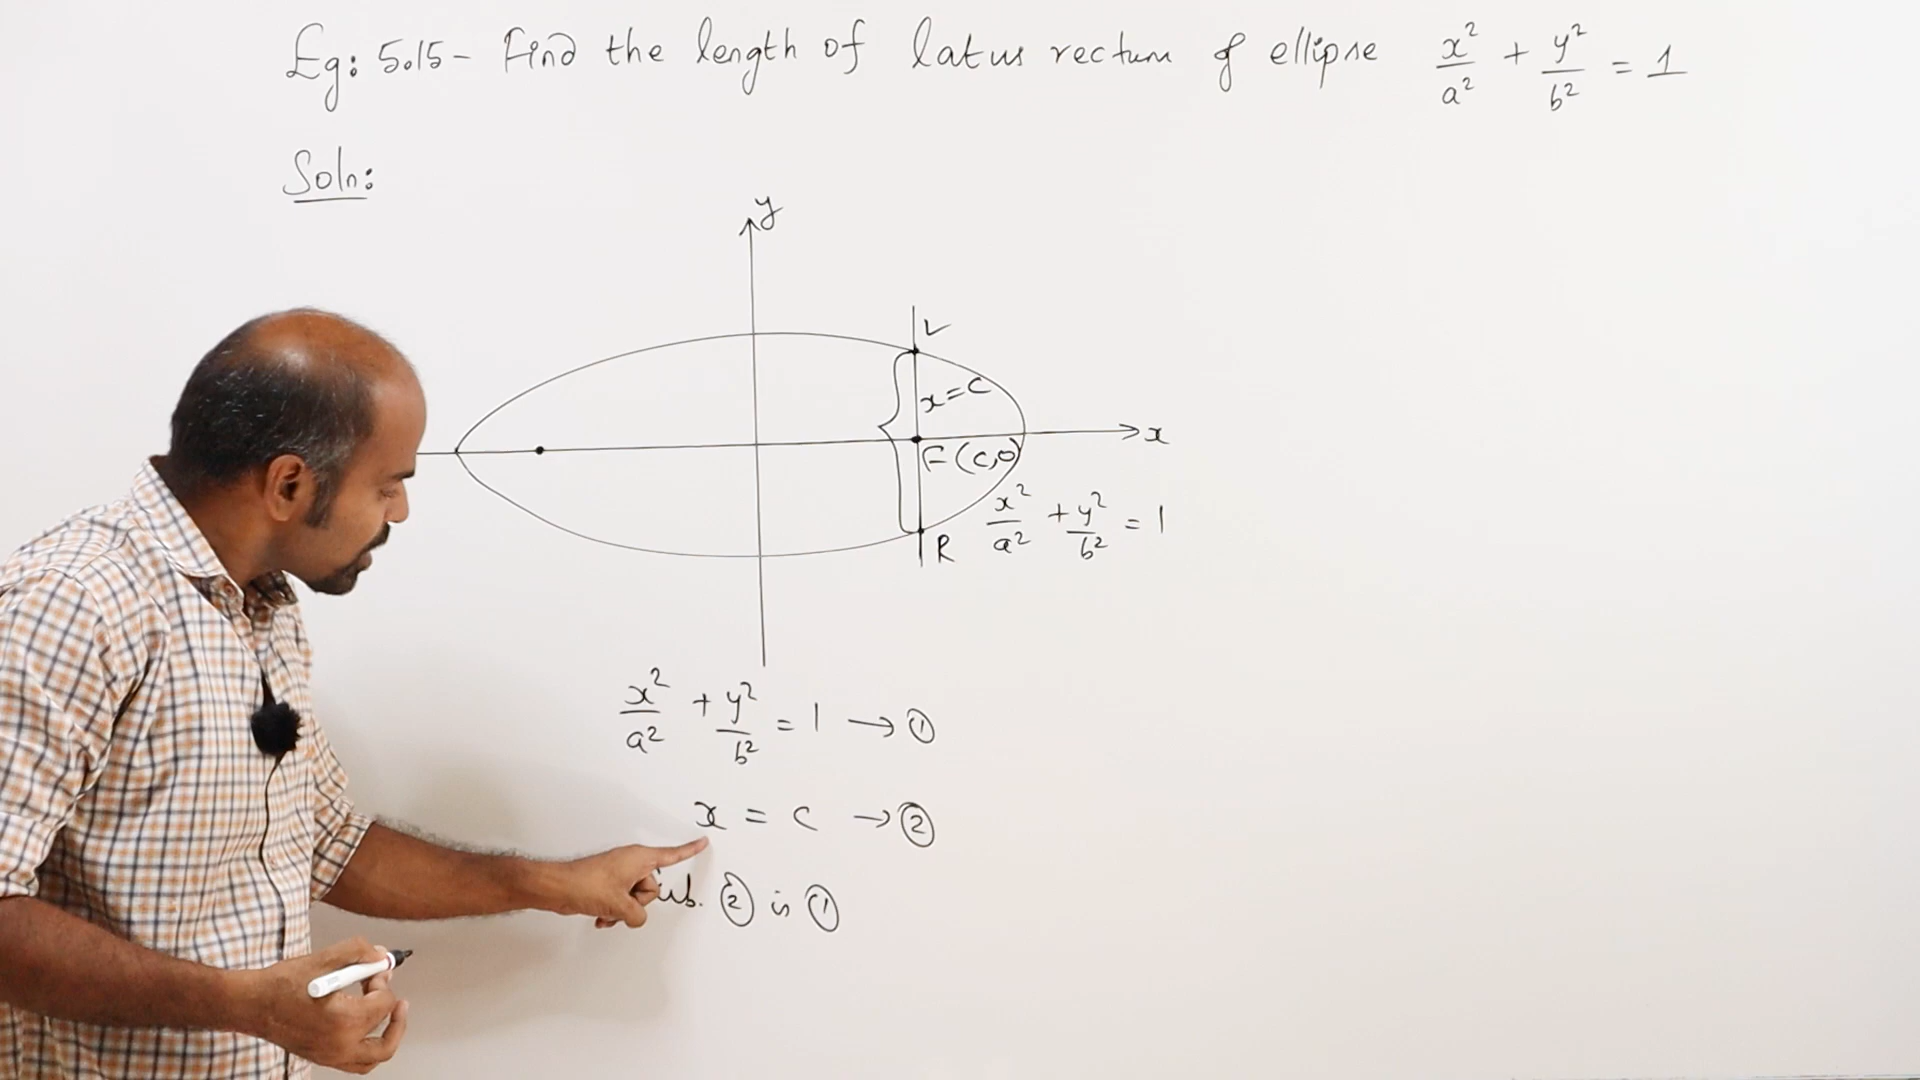 Eg: 5.15 - Find the length of latus rectum of ellipse x²/a² + y²/b² = 1
Soln:
y
L
x = c
x
F(c,0)
x²/a² + y²/b² = 1
R
x²/a² + y²/b² = 1 → ①
x = c → ②
② in ①